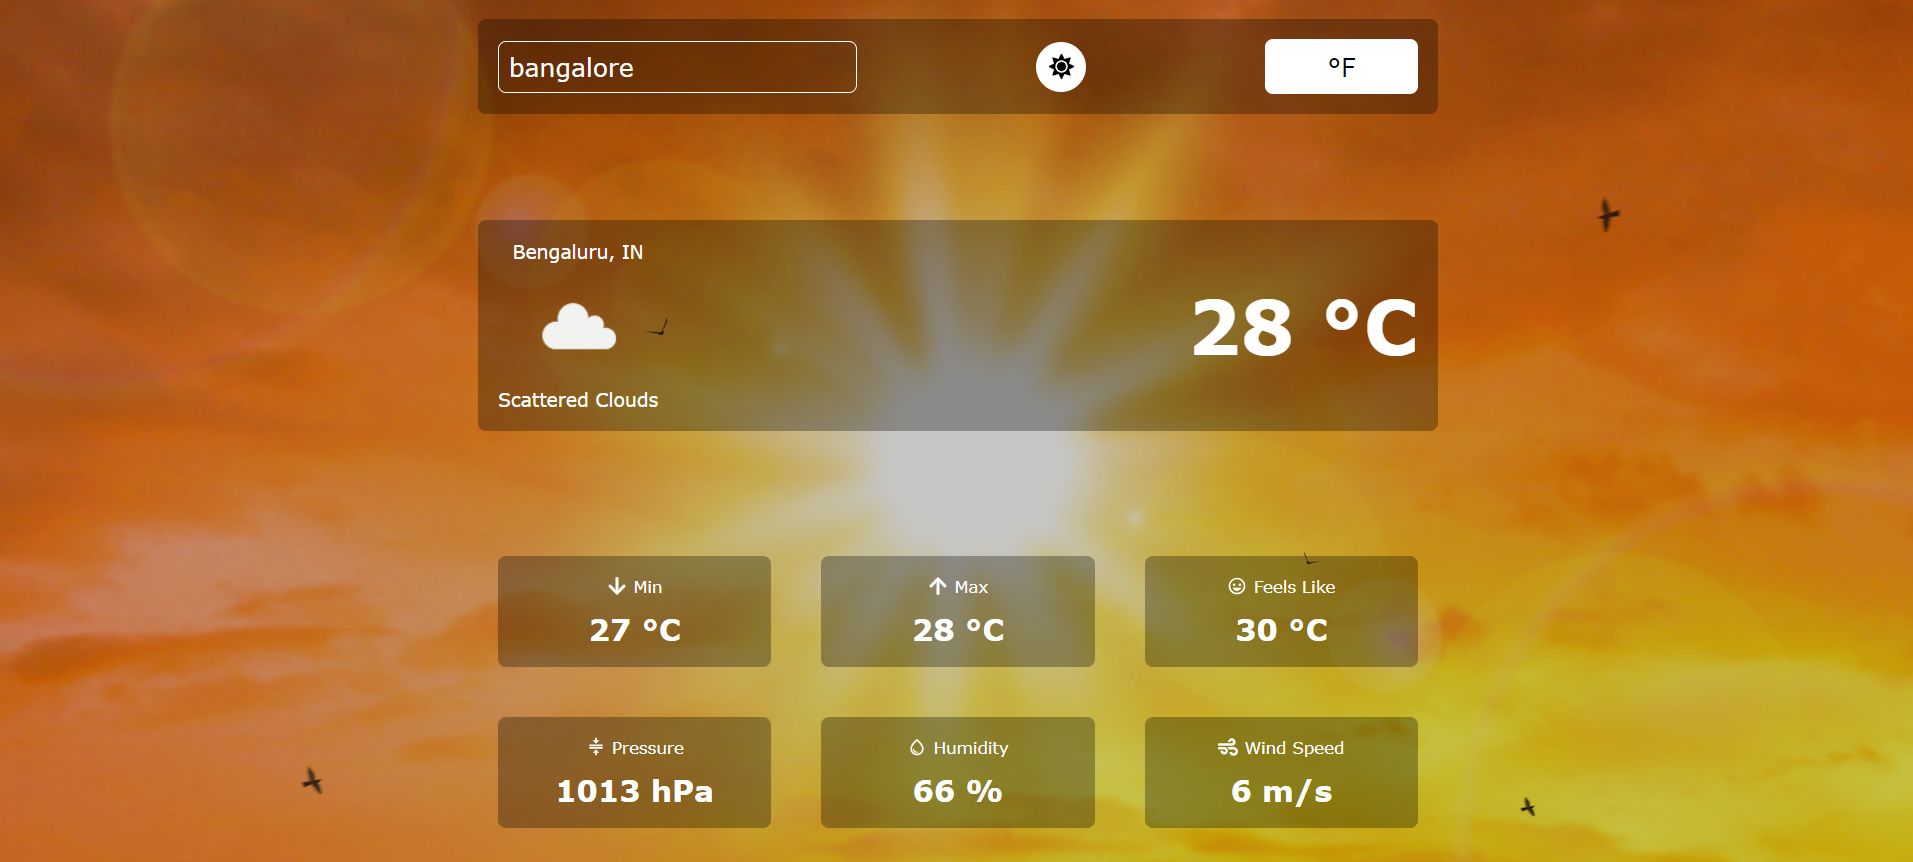 bangalore
°F
Bengaluru, IN
28 °C
Scattered Clouds
Min
27 °C
Max
28 °C
Feels Like
30 °C
Pressure
1013 hPa
Humidity
66 %
Wind Speed
6 m/s